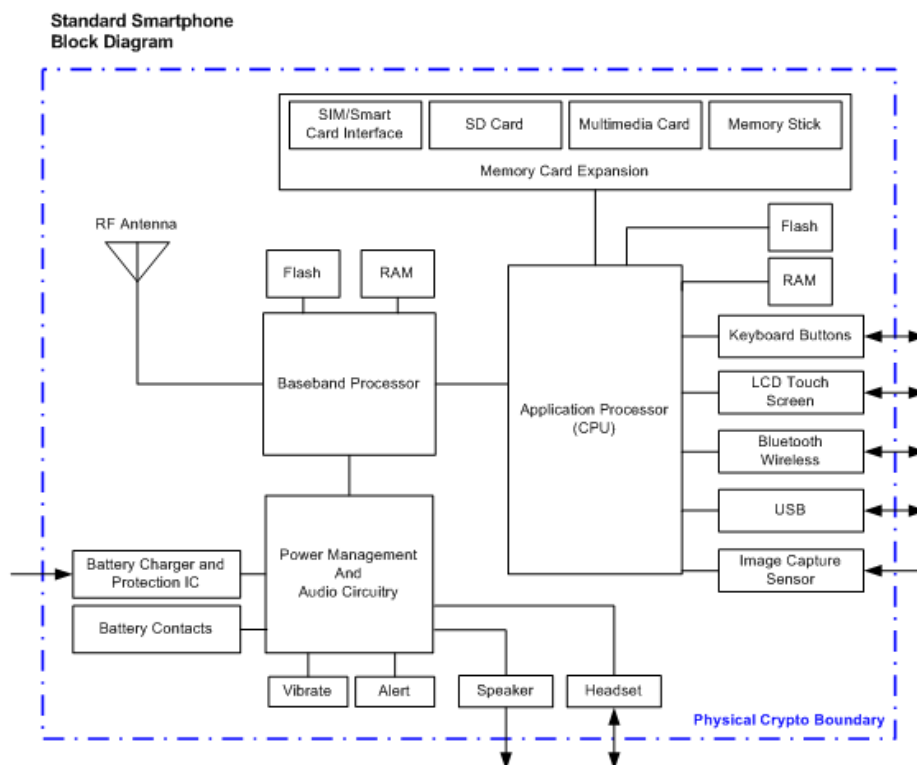 Standard Smartphone
Block Diagram
SIM/Smart
Card Interface
SD Card
Multimedia Card
Memory Stick
Memory Card Expansion
RF Antenna
Flash
RAM
Flash
RAM
Baseband Processor
Application Processor
(CPU)
Keyboard Buttons
LCD Touch
Screen
Bluetooth
Wireless
USB
Image Capture
Sensor
Battery Charger and
Protection IC
Power Management
And
Audio Circuitry
Battery Contacts
Vibrate
Alert
Speaker
Headset
Physical Crypto Boundary